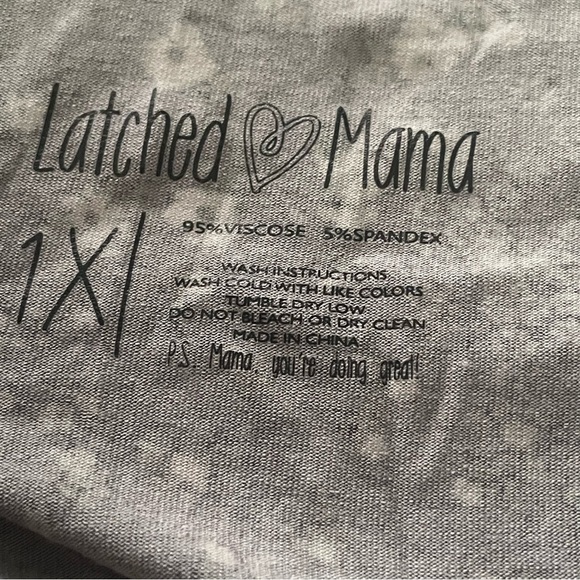 Latched Mama
1X
95% VISCOSE 5% SPANDEX
WASH INSTRUCTIONS
WASH COLD WITH LIKE COLORS
TUMBLE DRY LOW
DO NOT BLEACH OR DRY CLEAN
MADE IN CHINA
P.S. Mama, you're doing great!